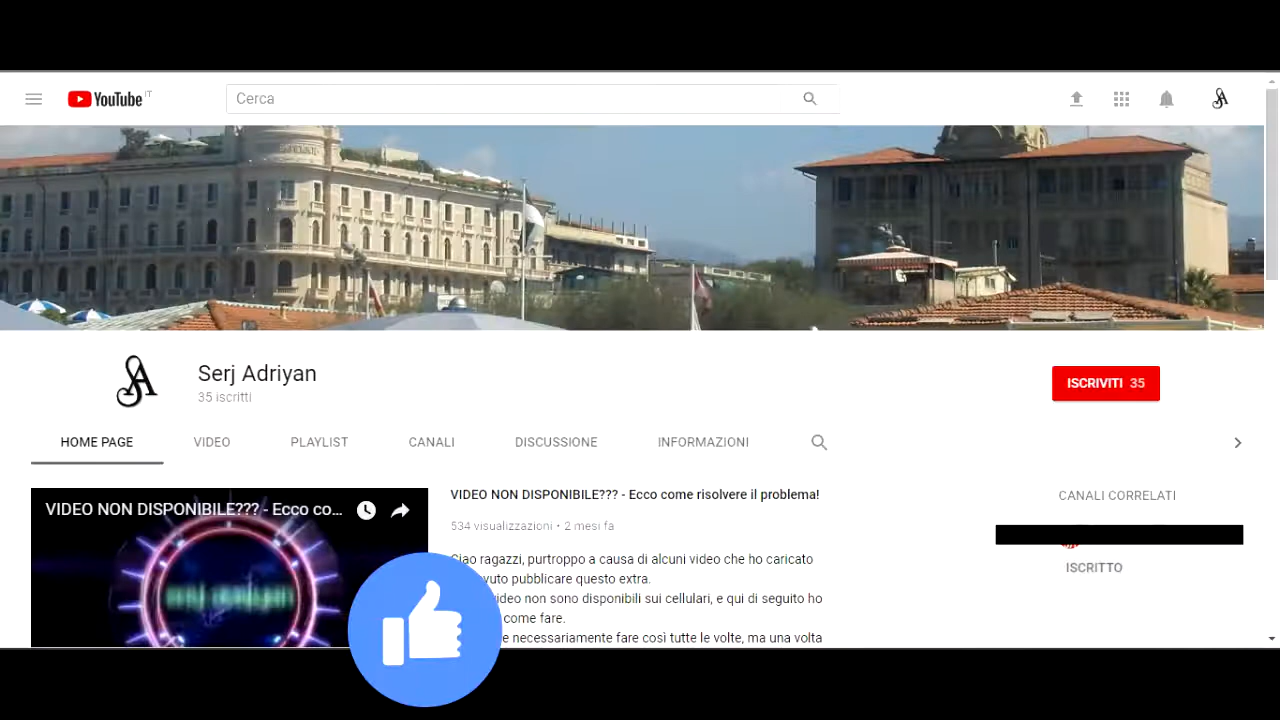 YouTube IT
Cerca
Serj Adriyan
35 iscritti
ISCRIVITI 35
HOME PAGE
VIDEO
PLAYLIST
CANALI
DISCUSSIONE
INFORMAZIONI
VIDEO NON DISPONIBILE??? - Ecco co...
VIDEO NON DISPONIBILE??? - Ecco come risolvere il problema!
534 visualizzazioni • 2 mesi fa
Ciao ragazzi, purtroppo a causa di alcuni video che ho caricato
vuto pubblicare questo extra.
ideo non sono disponibili sui cellulari, e qui di seguito ho
come fare.
e necessariamente fare così tutte le volte, ma una volta
CANALI CORRELATI
ISCRITTO